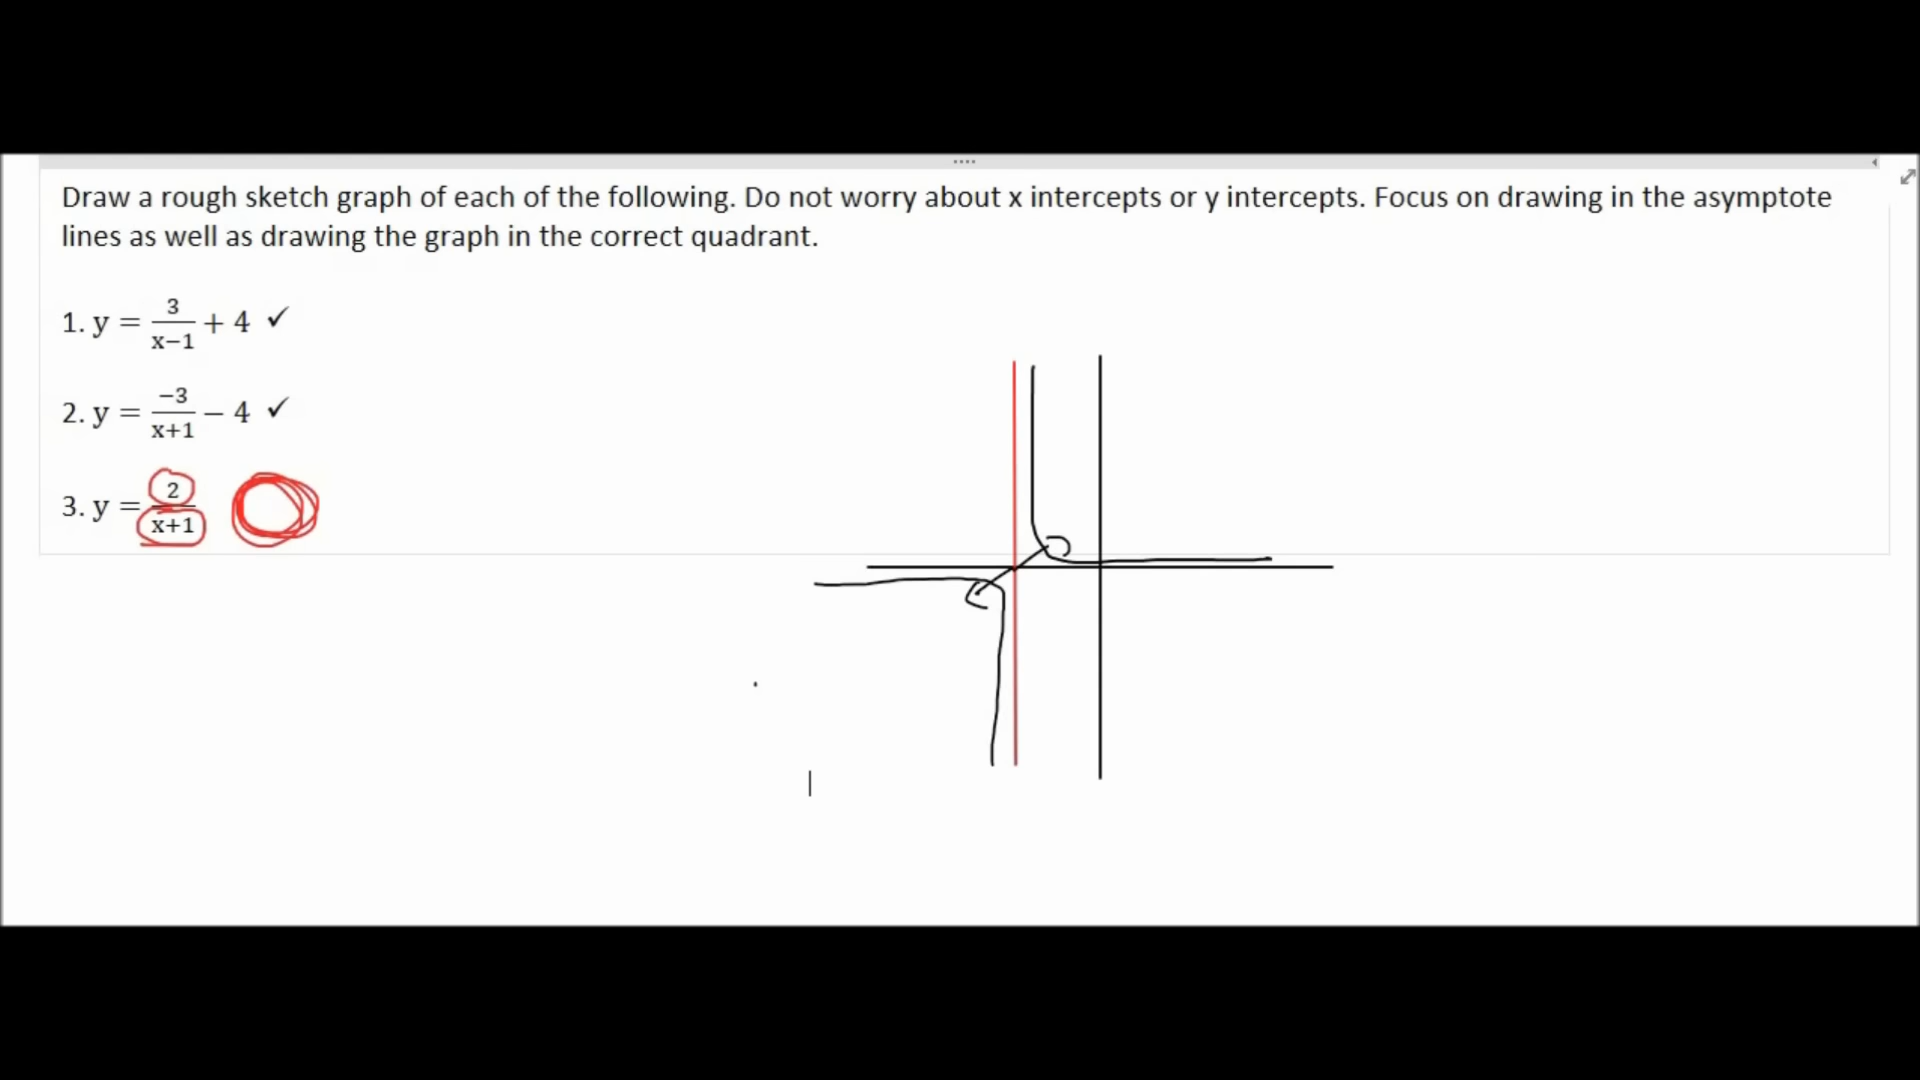 Draw a rough sketch graph of each of the following. Do not worry about x intercepts or y intercepts. Focus on drawing in the asymptote
lines as well as drawing the graph in the correct quadrant.
1. y = 3/(x−1) + 4 ✓
2. y = −3/(x+1) − 4 ✓
3. y = 2/(x+1)